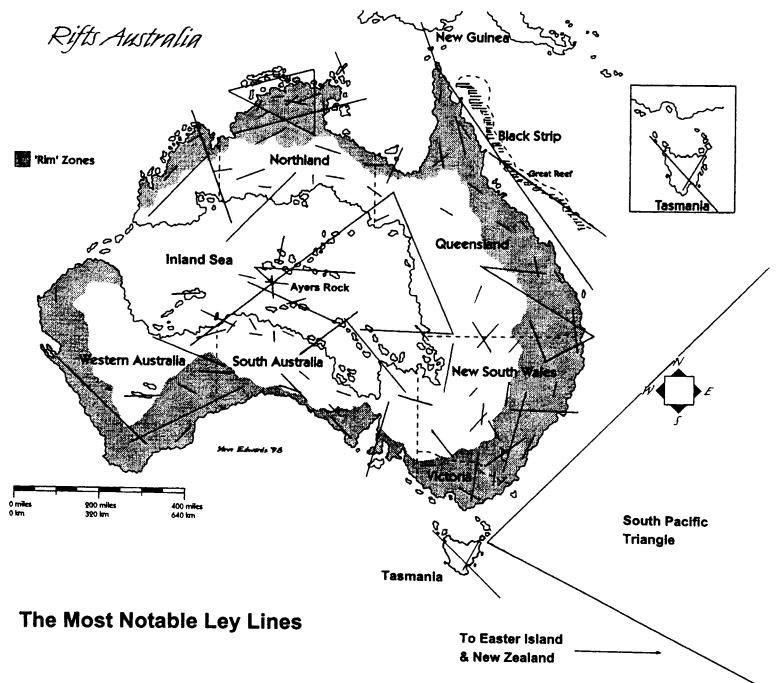 Rifts Australia
New Guinea
'Rim' Zones
Black Strip
Northland
Great Reef
Tasmania
Queensland
Inland Sea
Ayers Rock
Western Australia
South Australia
New South Wales
N
W
E
S
Victoria
0 miles 200 miles 400 miles
0 km 320 km 640 km
South Pacific
Triangle
Tasmania
The Most Notable Ley Lines
To Easter Island
& New Zealand